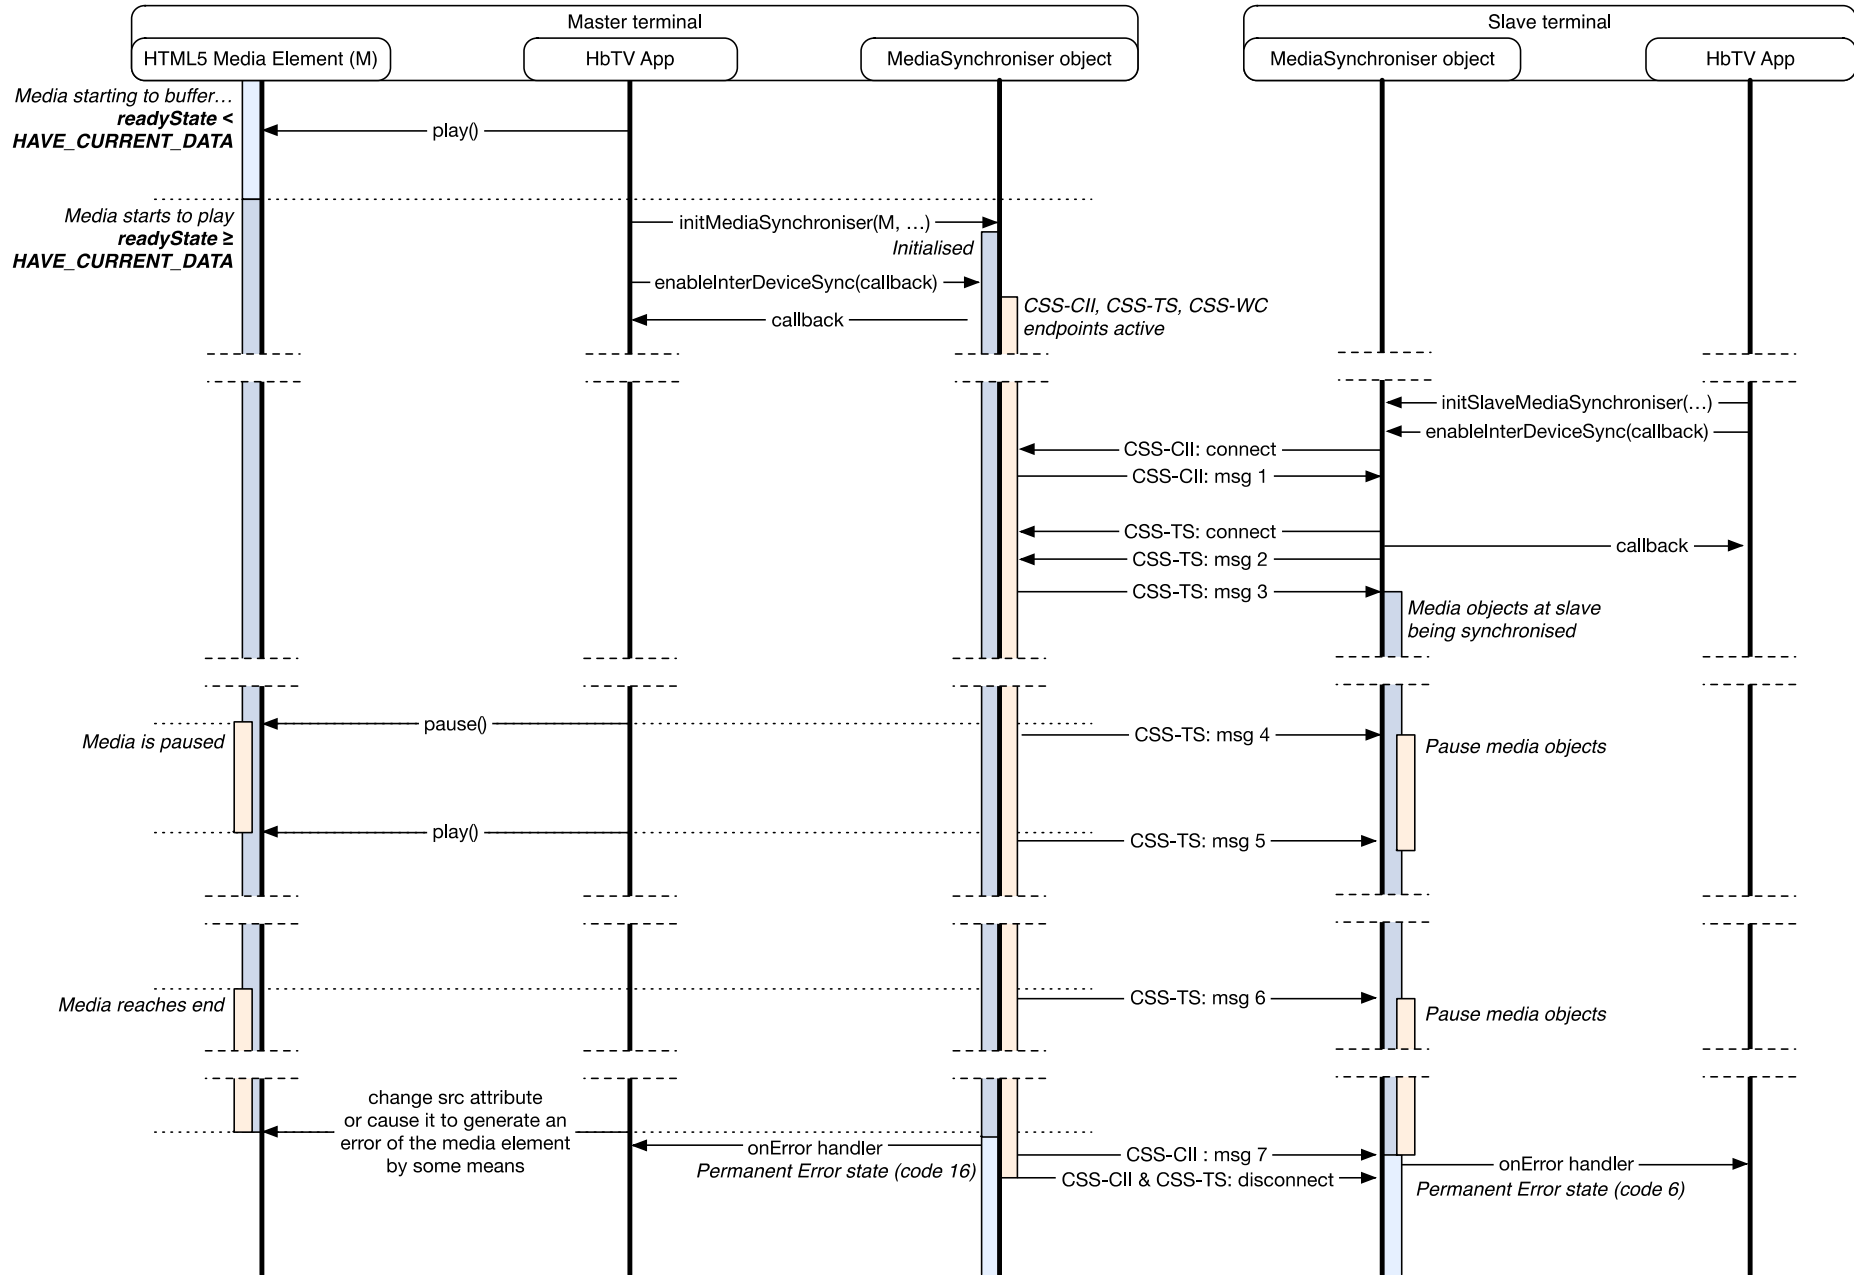 Master terminal
Slave terminal
HTML5 Media Element (M)
HbTV App
MediaSynchroniser object
MediaSynchroniser object
HbTV App
Media starting to buffer…
readyState <
HAVE_CURRENT_DATA
play()
Media starts to play
readyState ≥
HAVE_CURRENT_DATA
initMediaSynchroniser(M, …)
Initialised
enableInterDeviceSync(callback)
callback
CSS-CII, CSS-TS, CSS-WC
endpoints active
initSlaveMediaSynchroniser(…)
enableInterDeviceSync(callback)
CSS-CII: connect
CSS-CII: msg 1
CSS-TS: connect
callback
CSS-TS: msg 2
CSS-TS: msg 3
Media objects at slave
being synchronised
pause()
Media is paused
CSS-TS: msg 4
Pause media objects
play()
CSS-TS: msg 5
Media reaches end
CSS-TS: msg 6
Pause media objects
change src attribute
or cause it to generate an
error of the media element
by some means
onError handler
Permanent Error state (code 16)
CSS-CII : msg 7
CSS-CII & CSS-TS: disconnect
onError handler
Permanent Error state (code 6)